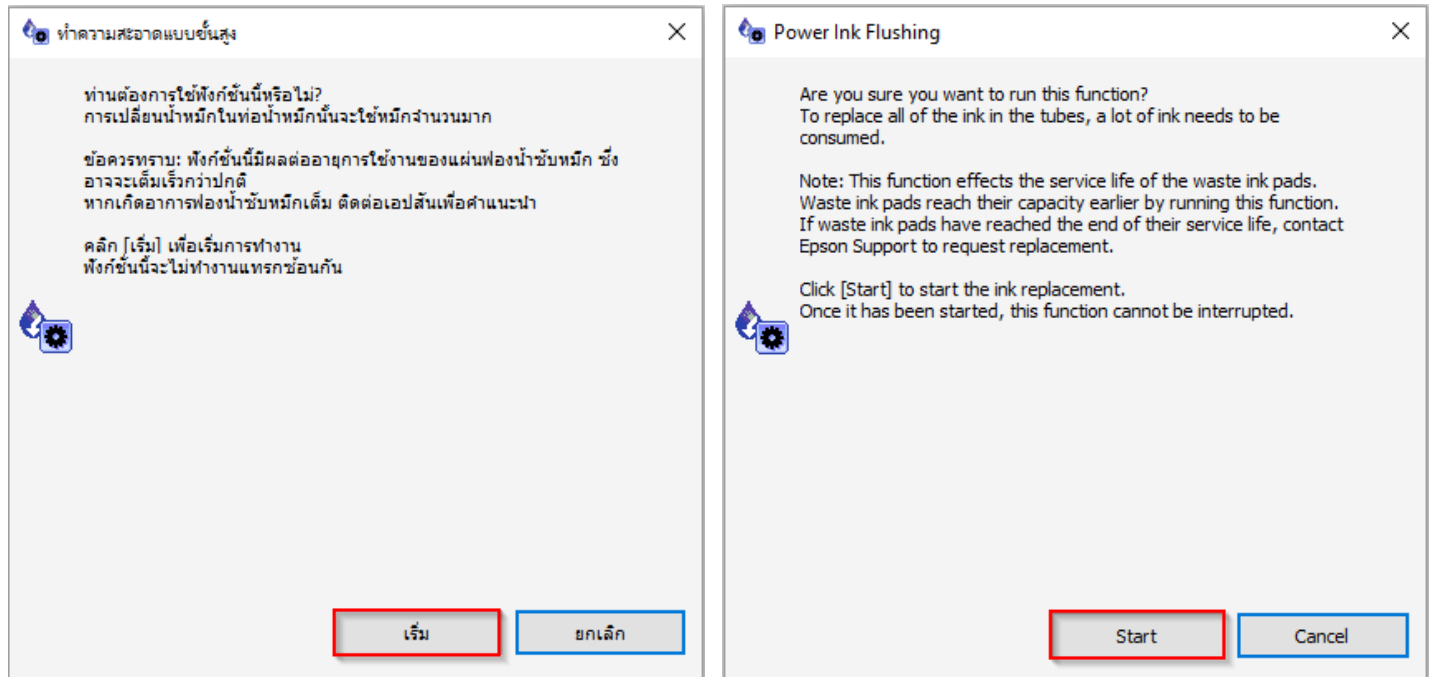 ทำความสะอาดแบบขั้นสูง
ท่านต้องการใช้ฟังก์ชั่นนี้หรือไม่?
การเปลี่ยนน้ำหมึกในท่อน้ำหมึกนั้นจะใช้หมึกจำนวนมาก
ข้อควรทราบ: ฟังก์ชั่นนี้มีผลต่ออายุการใช้งานของแผ่นฟองน้ำซับหมึก ซึ่ง
อาจจะเต็มเร็วกว่าปกติ
หากเกิดอาการฟองน้ำซับหมึกเต็ม ติดต่อเอปสันเพื่อคำแนะนำ
คลิก [เริ่ม] เพื่อเริ่มการทำงาน
ฟังก์ชั่นนี้จะไม่ทำงานแทรกซ้อนกัน
เริ่ม
ยกเลิก
Power Ink Flushing
Are you sure you want to run this function?
To replace all of the ink in the tubes, a lot of ink needs to be
consumed.
Note: This function effects the service life of the waste ink pads.
Waste ink pads reach their capacity earlier by running this function.
If waste ink pads have reached the end of their service life, contact
Epson Support to request replacement.
Click [Start] to start the ink replacement.
Once it has been started, this function cannot be interrupted.
Start
Cancel